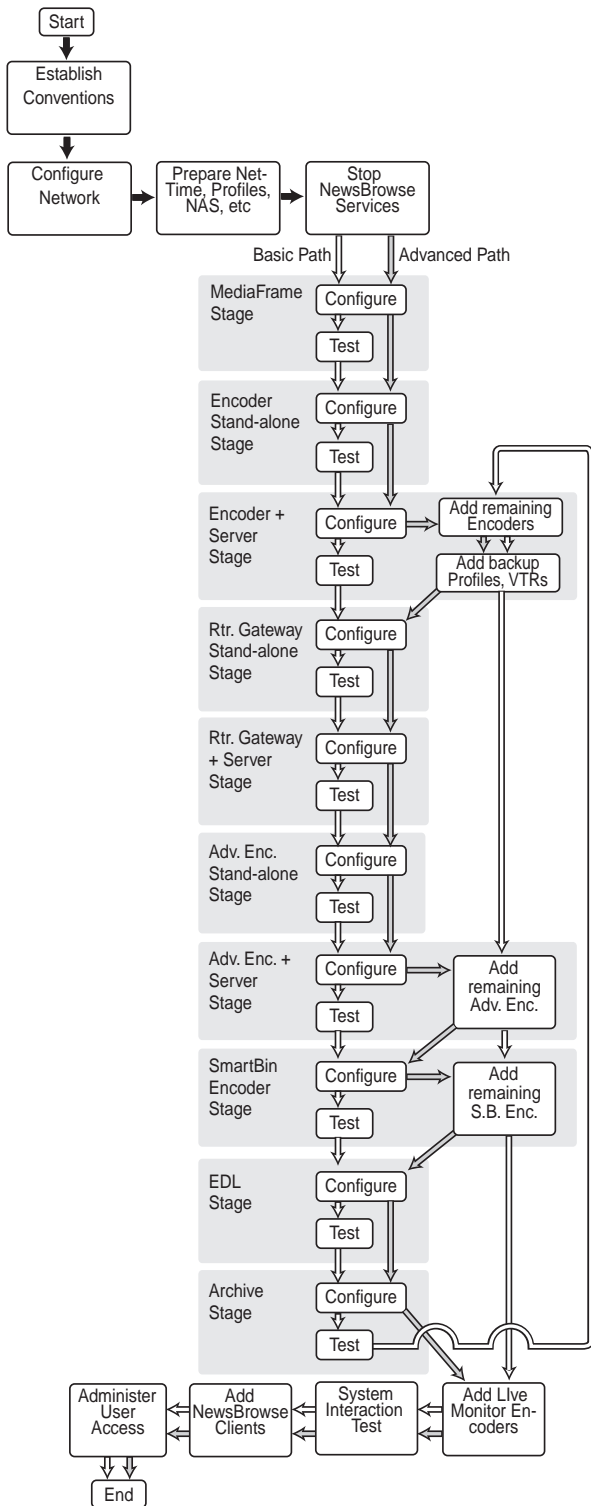 Start
Establish
Conventions
Configure
Network
Prepare Net-
Time, Profiles,
NAS, etc
Stop
NewsBrowse
Services
Basic Path
Advanced Path
MediaFrame
Stage
Configure
Test
Encoder
Stand-alone
Stage
Configure
Test
Encoder +
Server
Stage
Configure
Test
Add remaining
Encoders
Add backup
Profiles, VTRs
Rtr. Gateway
Stand-alone
Stage
Configure
Test
Rtr. Gateway
+ Server
Stage
Configure
Test
Adv. Enc.
Stand-alone
Stage
Configure
Test
Adv. Enc. +
Server
Stage
Configure
Test
Add
remaining
Adv. Enc.
SmartBin
Encoder
Stage
Configure
Test
Add
remaining
S.B. Enc.
EDL
Stage
Configure
Test
Archive
Stage
Configure
Test
Administer
User
Access
Add
NewsBrowse
Clients
System
Interaction
Test
Add LIve
Monitor En-
coders
End